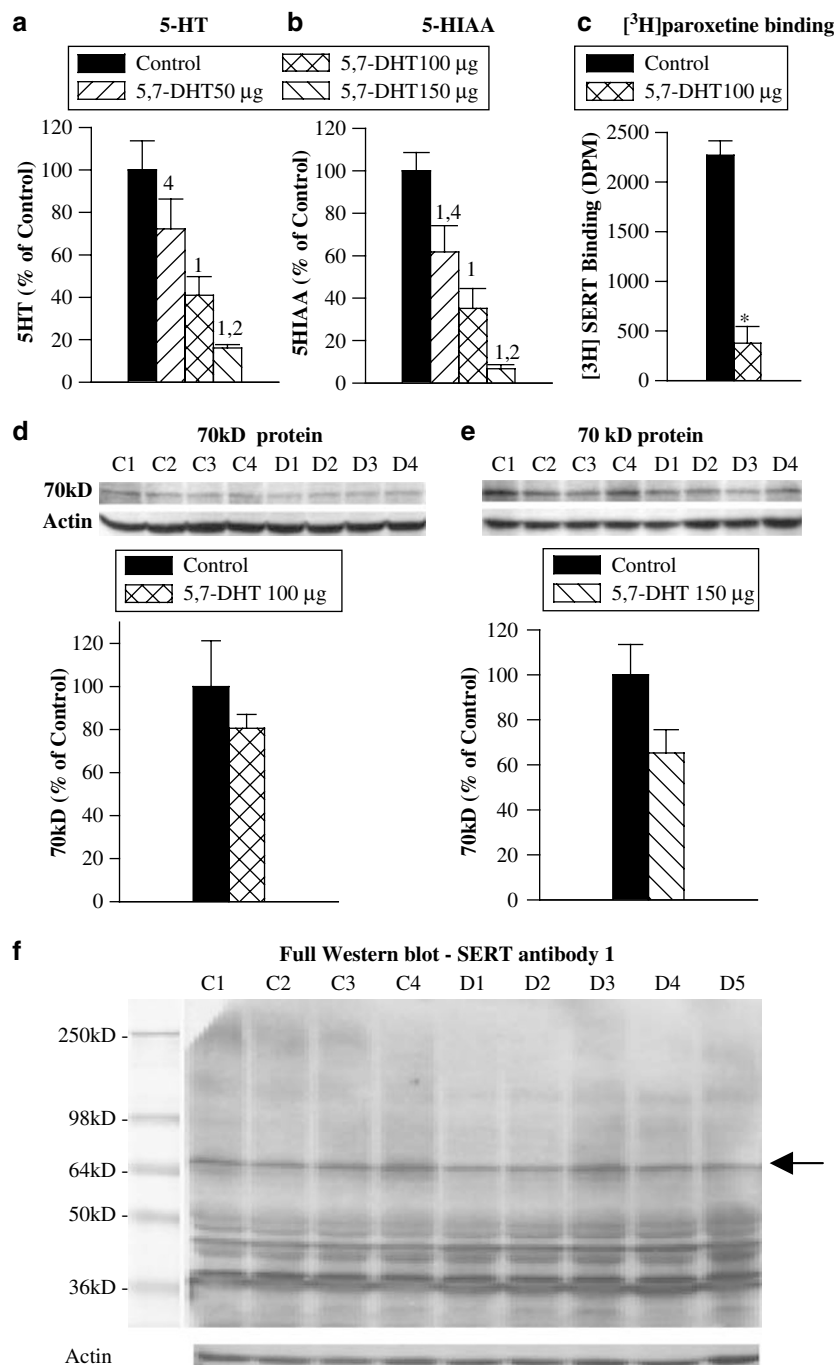 a 5-HT b 5-HIAA c [³H]paroxetine binding
Control 5,7-DHT100 µg
5,7-DHT50 µg 5,7-DHT150 µg
Control
5,7-DHT100 µg
5HT (% of Control)
120
100
80
60
40
20
0
4
1
1,2
5HIAA (% of Control)
120
100
80
60
40
20
0
1,4
1
1,2
[3H] SERT Binding (DPM)
2500
2000
1500
1000
500
0
*
d 70kD protein
C1 C2 C3 C4 D1 D2 D3 D4
70kD
Actin
Control
5,7-DHT 100 µg
70kD (% of Control)
120
100
80
60
40
20
0
e 70 kD protein
C1 C2 C3 C4 D1 D2 D3 D4
Control
5,7-DHT 150 µg
70kD (% of Control)
120
100
80
60
40
20
0
f Full Western blot - SERT antibody 1
C1 C2 C3 C4 D1 D2 D3 D4 D5
250kD -
98kD -
64kD -
50kD -
36kD -
Actin